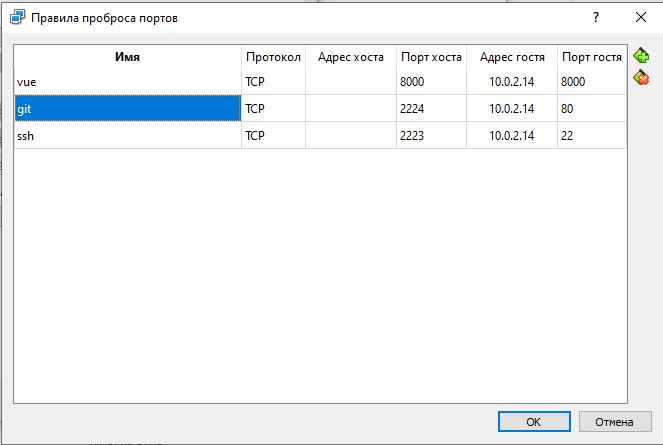 Правила проброса портов
?
Имя Протокол Адрес хоста Порт хоста Адрес гостя Порт гостя
vue TCP 8000 10.0.2.14 8000
git TCP 2224 10.0.2.14 80
ssh TCP 2223 10.0.2.14 22
OK Отмена